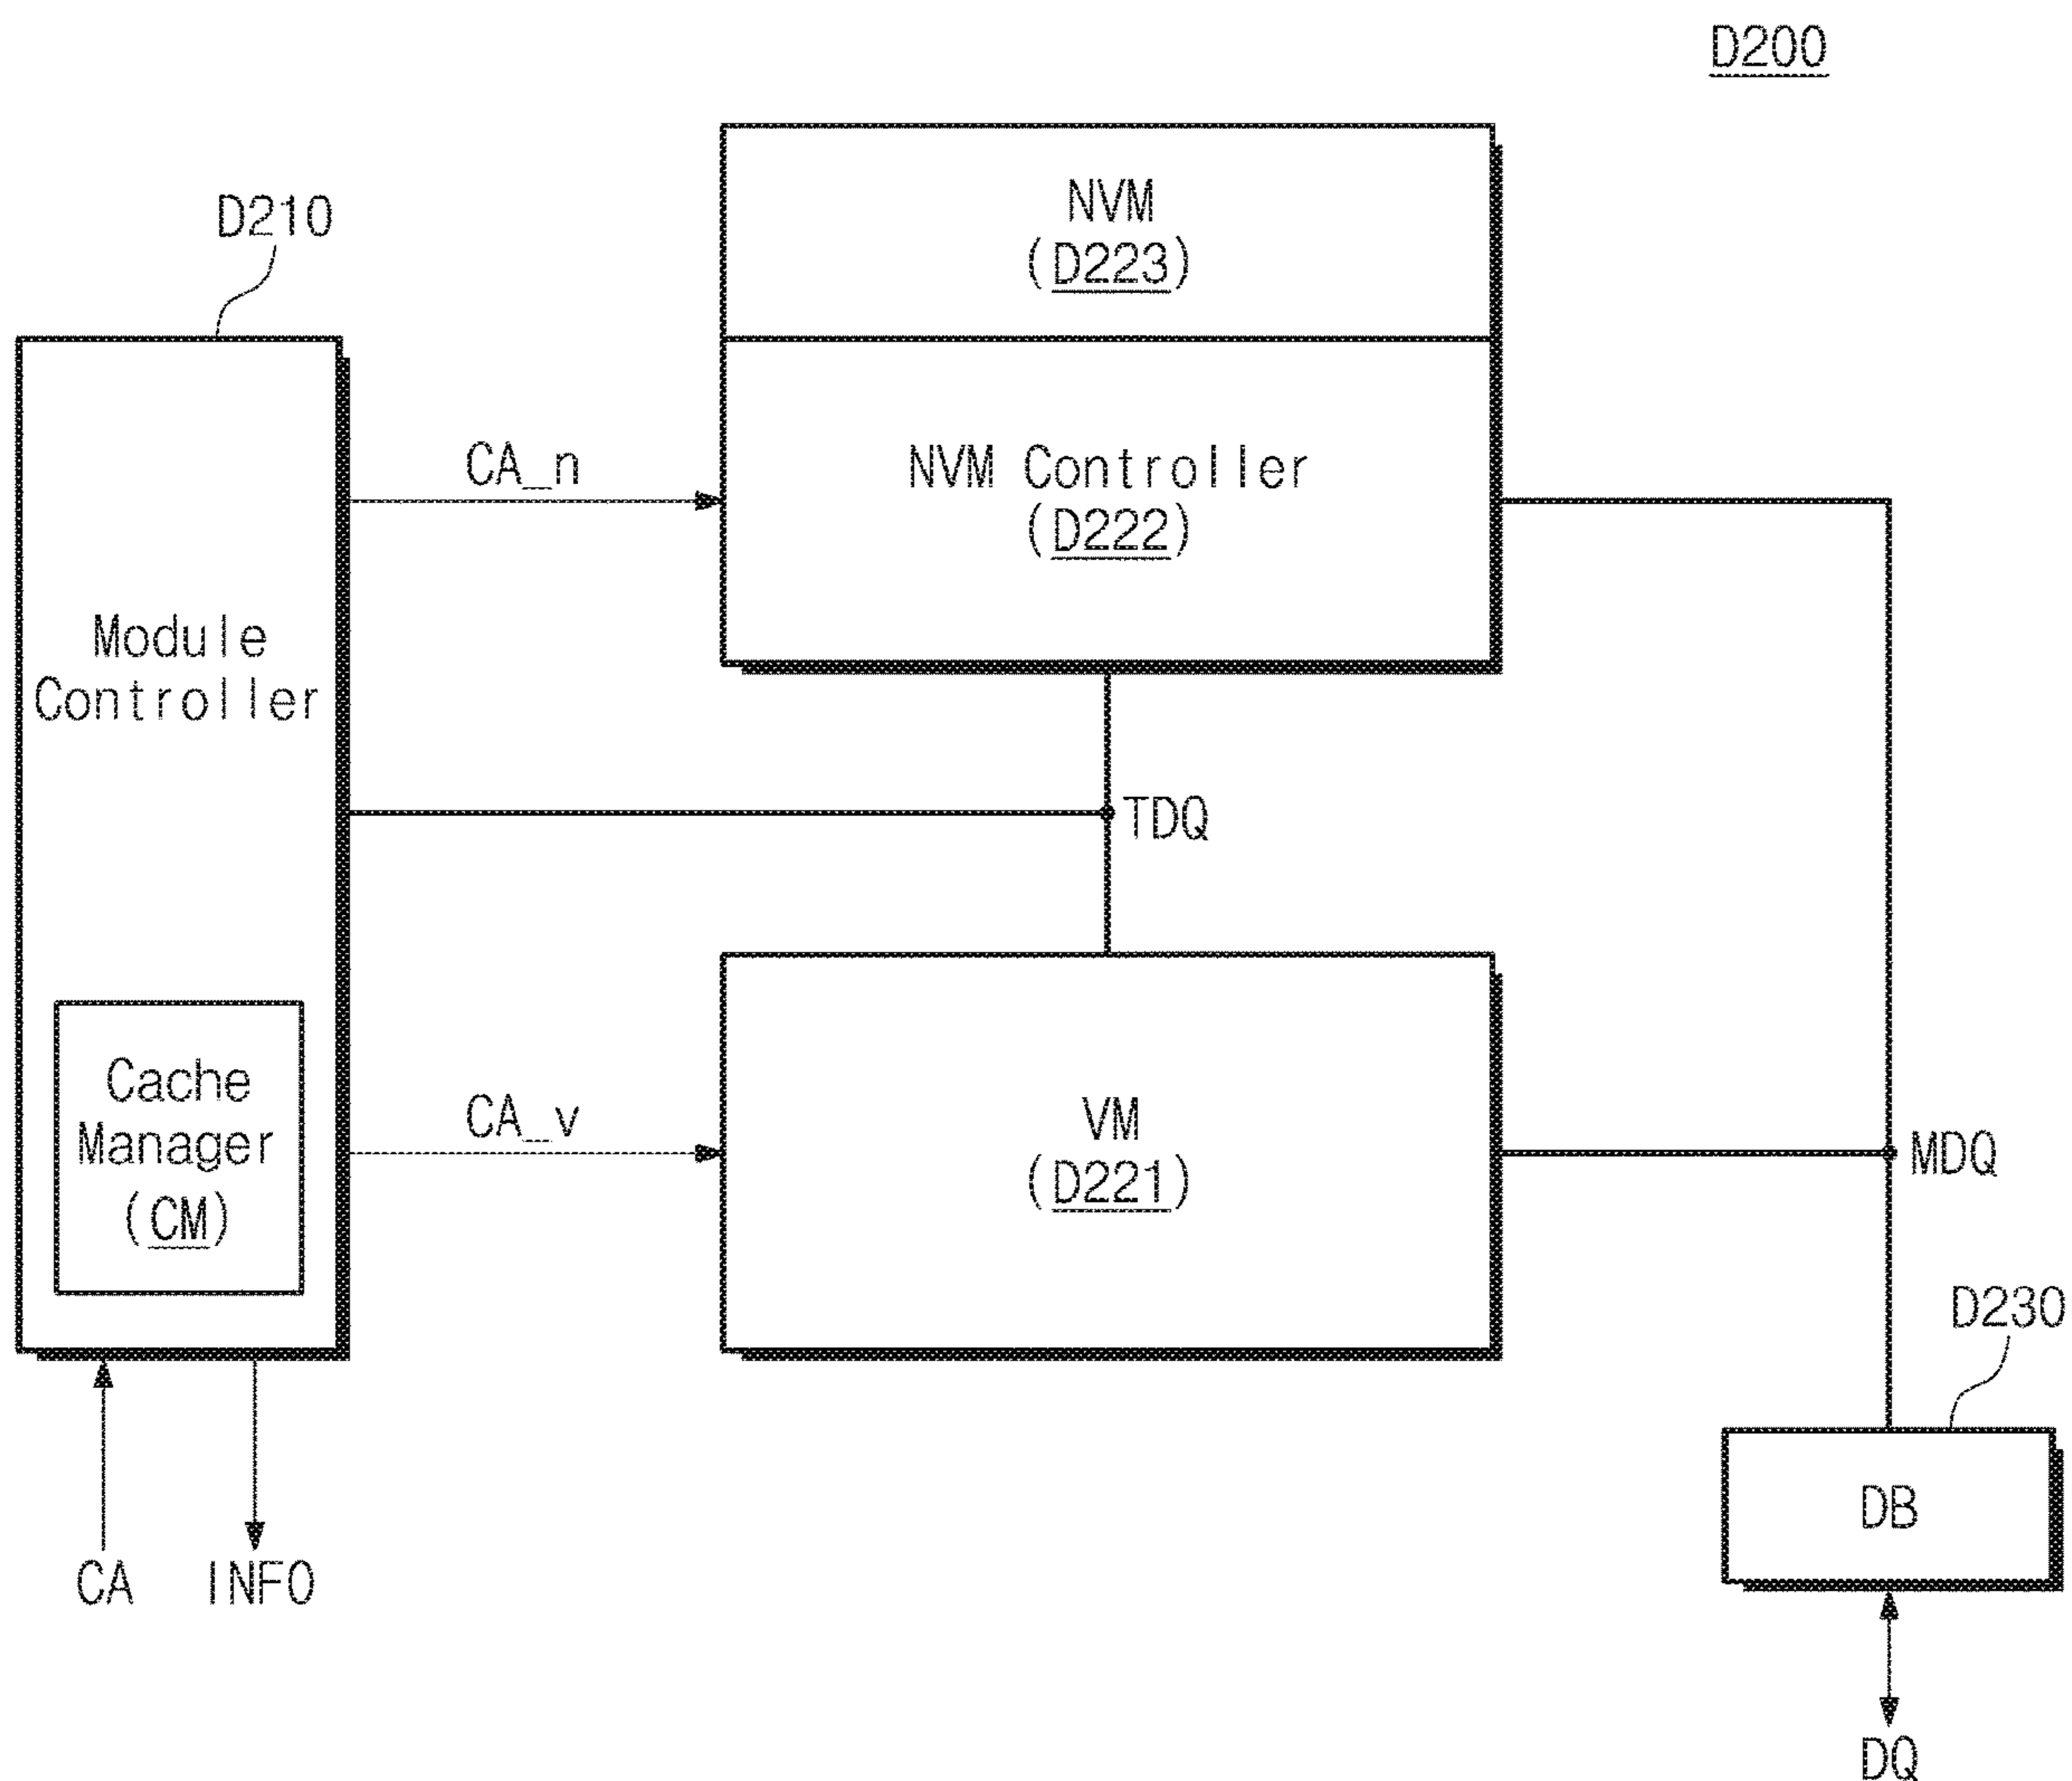 D200
D210
NVM
(D223)
CA_n
NVM Controller
(D222)
Module
Controller
TDQ
Cache
Manager
(CM)
CA_v
VM
(D221)
MDQ
D230
DB
CA
INFO
DQ